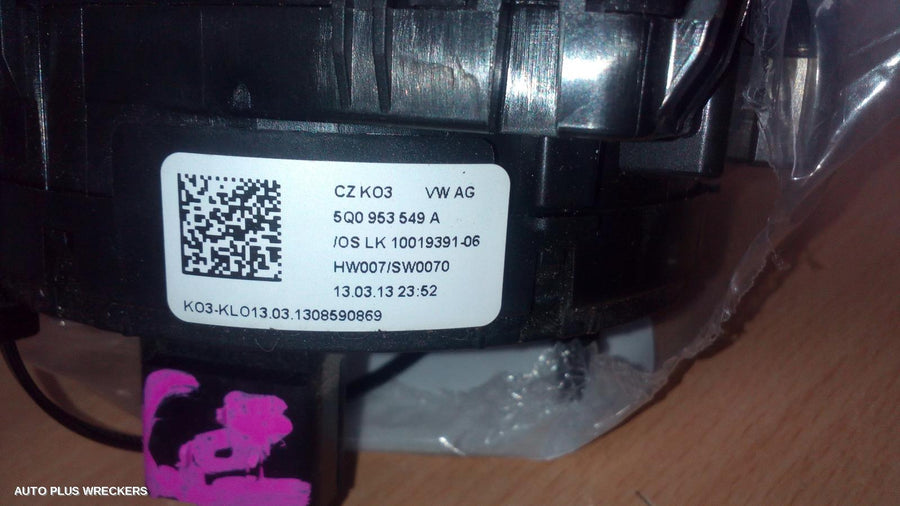 CZ KO3 VW AG
5Q0 953 549 A
/OS LK 10019391-06
HW007/SW0070
13.03.13 23:52
KO3-KLO13.03.1308590869
AUTO PLUS WRECKERS